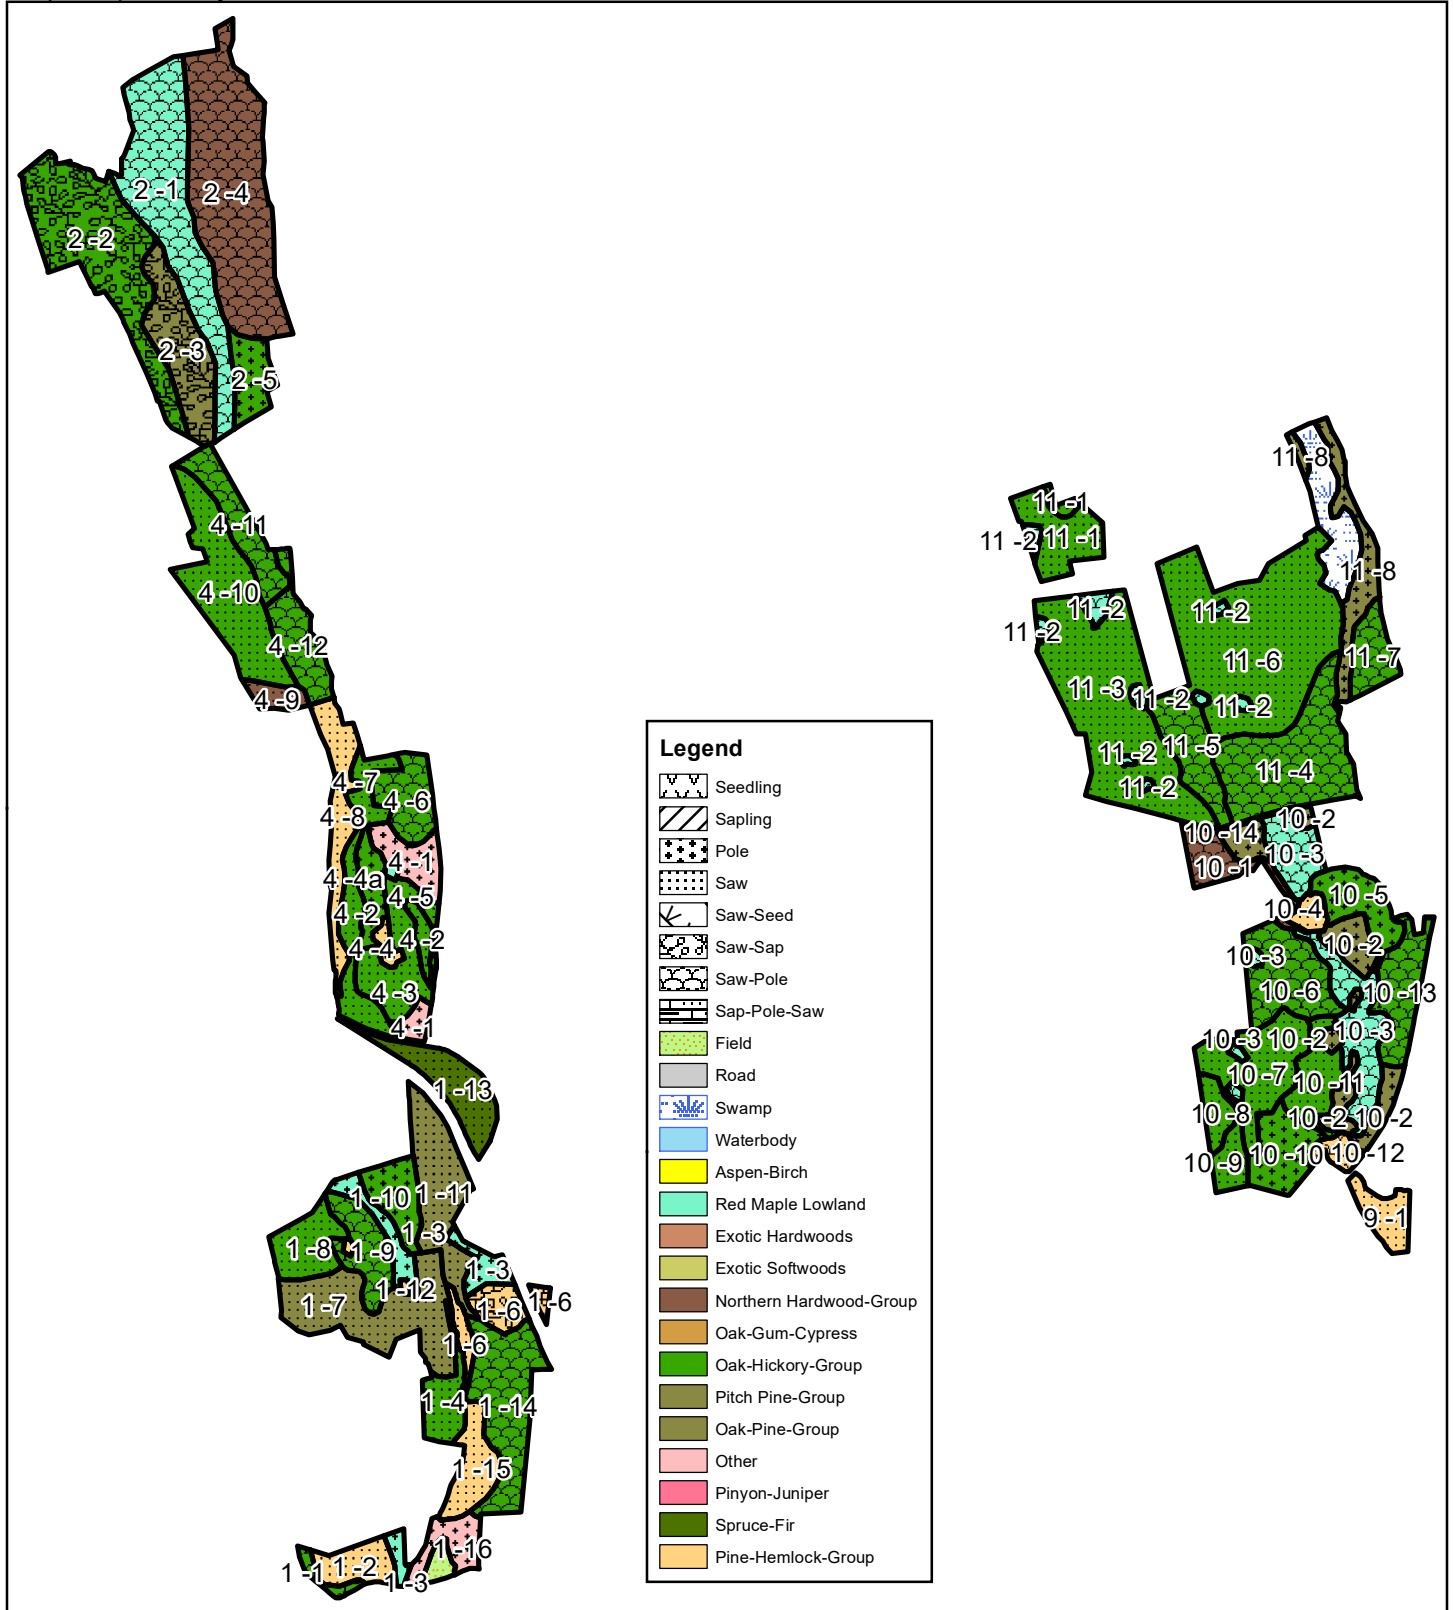 2 -1
2 -4
2 -2
2 -3
2 -5
4 -11
4 -10
4 -12
4 -9
4 -7
4 -6
4 -8
4 -1
4 -4a
4 -5
4 -2
4 -2
4 -4
4 -3
4 -1
1 -13
1 -10
1 -11
1 -3
1 -8
1 -9
1 -3
1 -12
1 -7
1 -6
1 -6
1 -6
1 -4
1 -14
1 -15
1 -16
1 -1
1 -2
1 -3
Legend
Seedling
Sapling
Pole
Saw
Saw-Seed
Saw-Sap
Saw-Pole
Sap-Pole-Saw
Field
Road
Swamp
Waterbody
Aspen-Birch
Red Maple Lowland
Exotic Hardwoods
Exotic Softwoods
Northern Hardwood-Group
Oak-Gum-Cypress
Oak-Hickory-Group
Pitch Pine-Group
Oak-Pine-Group
Other
Pinyon-Juniper
Spruce-Fir
Pine-Hemlock-Group
11 -8
11 -1
11 -2
11 -1
11 -8
11 -2
11 -2
11 -2
11 -6
11 -7
11 -3
11 -2
11 -2
11 -2
11 -5
11 -4
11 -2
10 -2
10 -14
10 -3
10 -1
10 -5
10 -4
10 -2
10 -3
10 -6
10 -13
10 -3
10 -3
10 -2
10 -7
10 -11
10 -8
10 -2
10 -2
10 -9
10 -10
10 -12
9 -1